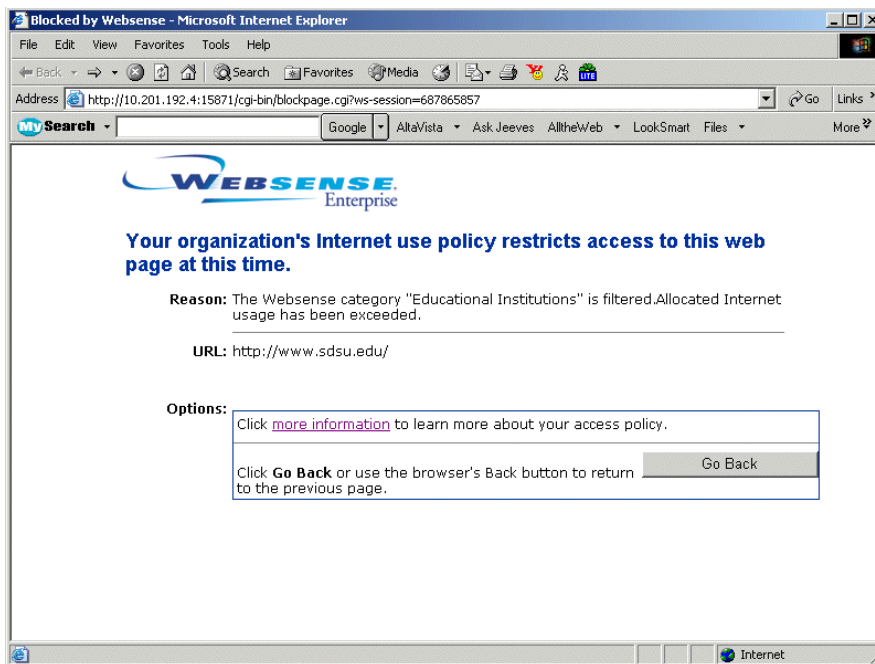 Blocked by Websense - Microsoft Internet Explorer
File Edit View Favorites Tools Help
Back Search Favorites Media LITE
Address http://10.201.192.4:15871/cgi-bin/blockpage.cgi?ws-session=687865857 Go Links
My Search Google AltaVista Ask Jeeves AlltheWeb LookSmart Files More
WEBSENSE.
Enterprise
Your organization's Internet use policy restricts access to this web
page at this time.
Reason: The Websense category "Educational Institutions" is filtered.Allocated Internet
usage has been exceeded.
URL: http://www.sdsu.edu/
Options:
Click more information to learn more about your access policy.
Click Go Back or use the browser's Back button to return
to the previous page.
Go Back
Internet